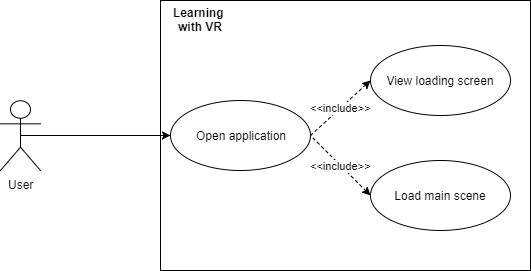 Learning
with VR
View loading screen
<<include>>
Open application
<<include>>
User
Load main scene